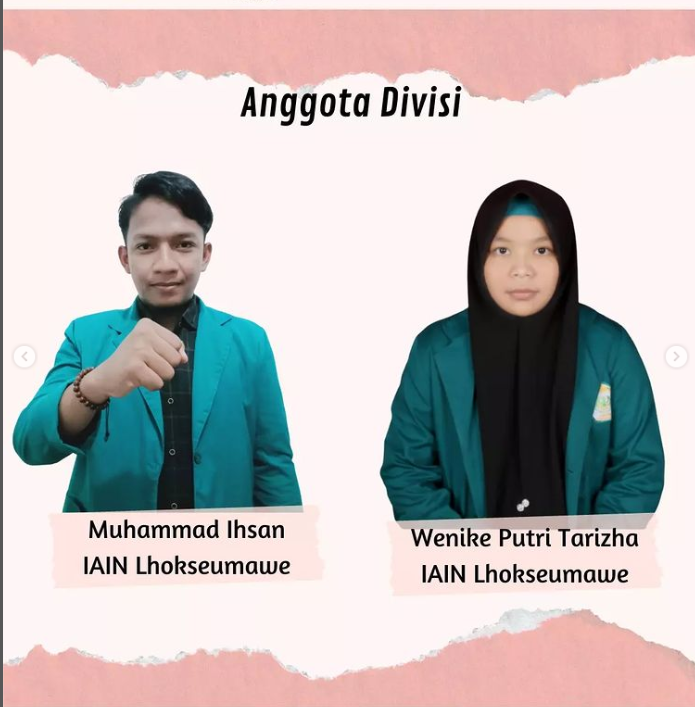 Anggota Divisi
Muhammad Ihsan
IAIN Lhokseumawe
Wenike Putri Tarizha
IAIN Lhokseumawe